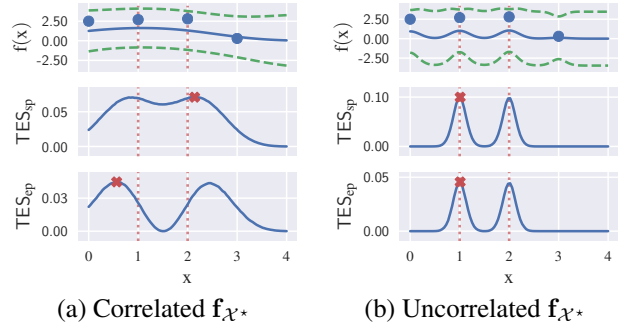 f(x)
2.50
0.00
-2.50
f(x)
2.50
0.00
-2.50
TES_sp
0.05
0.00
TES_sp
0.10
0.00
TES_ep
0.03
0.00
TES_ep
0.05
0.00
0 1 2 3 4
0 1 2 3 4
x
x
(a) Correlated f_𝒳⋆
(b) Uncorrelated f_𝒳⋆